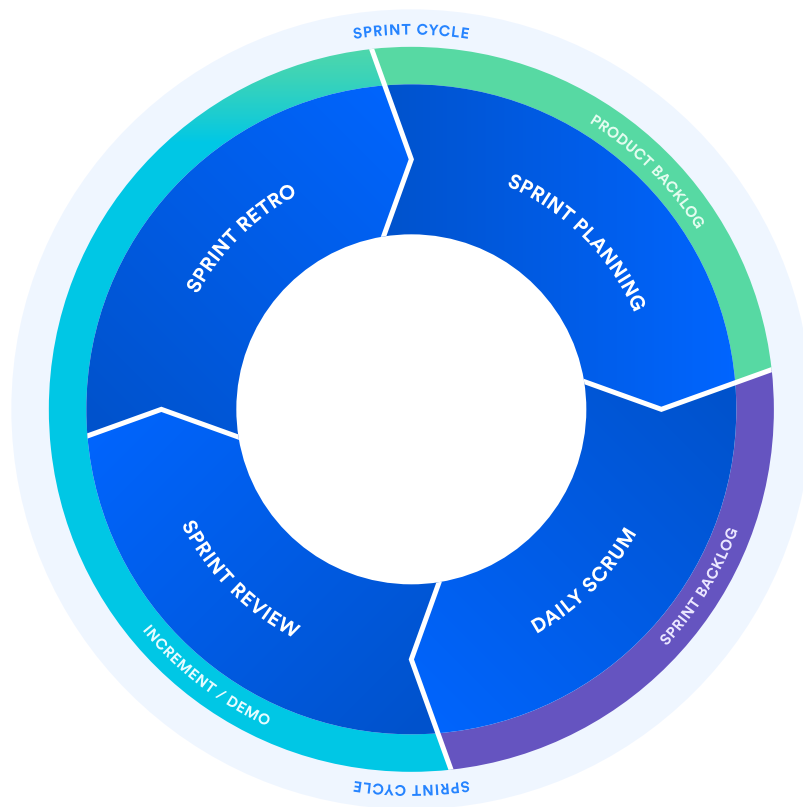 SPRINT CYCLE
PRODUCT BACKLOG
SPRINT PLANNING
SPRINT RETRO
DAILY SCRUM
SPRINT BACKLOG
SPRINT REVIEW
INCREMENT / DEMO
SPRINT CYCLE